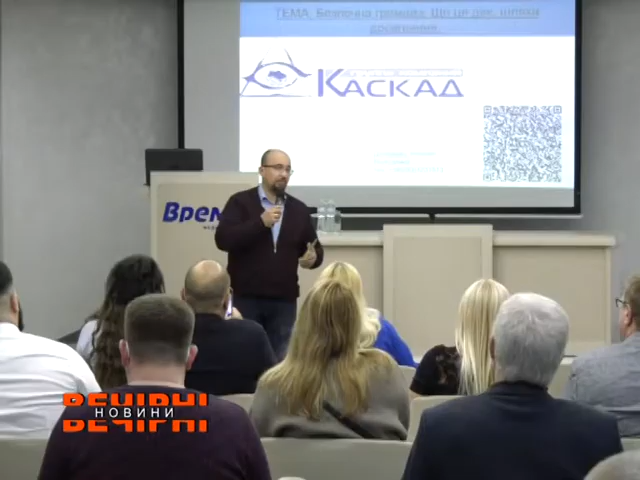 ТЕМА. Безпечна громада. Що це дає, шляхи
досягнення.
КАСКАД
Врем
ВЕЧІРНІ
НОВИНИ